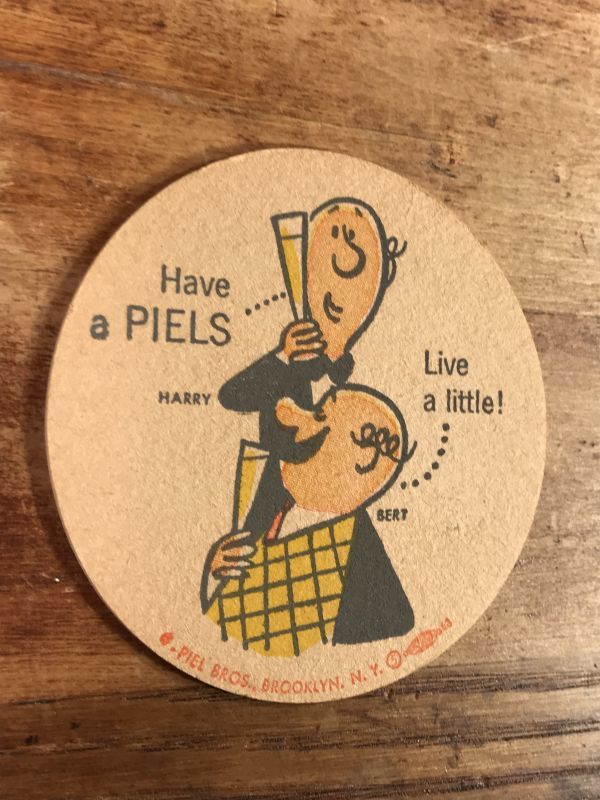 Have
a PIELS
HARRY
Live
a little!
BERT
PIEL BROS., BROOKLYN, N. Y.